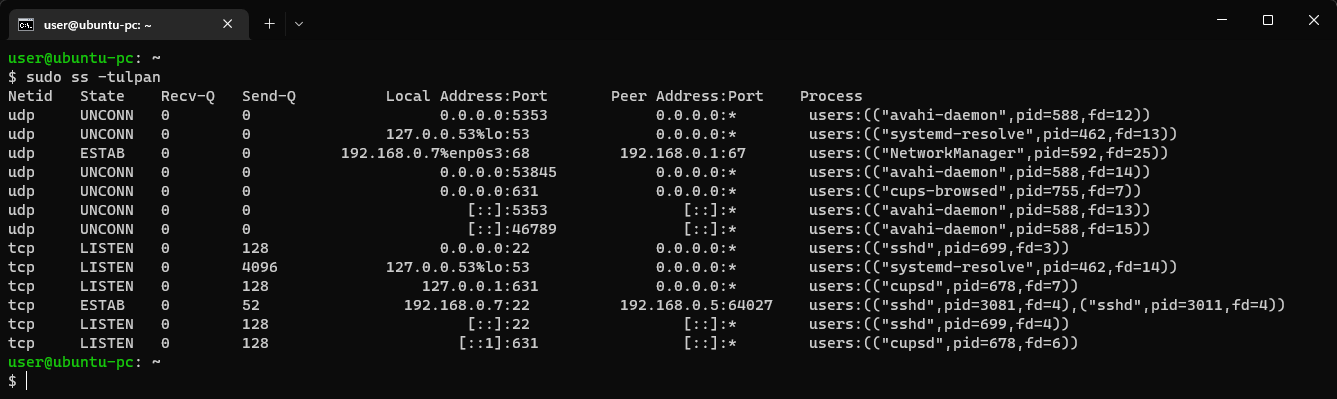 user@ubuntu-pc: ~
user@ubuntu-pc: ~
$ sudo ss -tulpan
Netid State Recv-Q Send-Q Local Address:Port Peer Address:Port Process
udp UNCONN 0 0 0.0.0.0:5353 0.0.0.0:* users:(("avahi-daemon",pid=588,fd=12))
udp UNCONN 0 0 127.0.0.53%lo:53 0.0.0.0:* users:(("systemd-resolve",pid=462,fd=13))
udp ESTAB 0 0 192.168.0.7%enp0s3:68 192.168.0.1:67 users:(("NetworkManager",pid=592,fd=25))
udp UNCONN 0 0 0.0.0.0:53845 0.0.0.0:* users:(("avahi-daemon",pid=588,fd=14))
udp UNCONN 0 0 0.0.0.0:631 0.0.0.0:* users:(("cups-browsed",pid=755,fd=7))
udp UNCONN 0 0 [::]:5353 [::]:* users:(("avahi-daemon",pid=588,fd=13))
udp UNCONN 0 0 [::]:46789 [::]:* users:(("avahi-daemon",pid=588,fd=15))
tcp LISTEN 0 128 0.0.0.0:22 0.0.0.0:* users:(("sshd",pid=699,fd=3))
tcp LISTEN 0 4096 127.0.0.53%lo:53 0.0.0.0:* users:(("systemd-resolve",pid=462,fd=14))
tcp LISTEN 0 128 127.0.0.1:631 0.0.0.0:* users:(("cupsd",pid=678,fd=7))
tcp ESTAB 0 52 192.168.0.7:22 192.168.0.5:64027 users:(("sshd",pid=3081,fd=4),("sshd",pid=3011,fd=4))
tcp LISTEN 0 128 [::]:22 [::]:* users:(("sshd",pid=699,fd=4))
tcp LISTEN 0 128 [::1]:631 [::]:* users:(("cupsd",pid=678,fd=6))
user@ubuntu-pc: ~
$